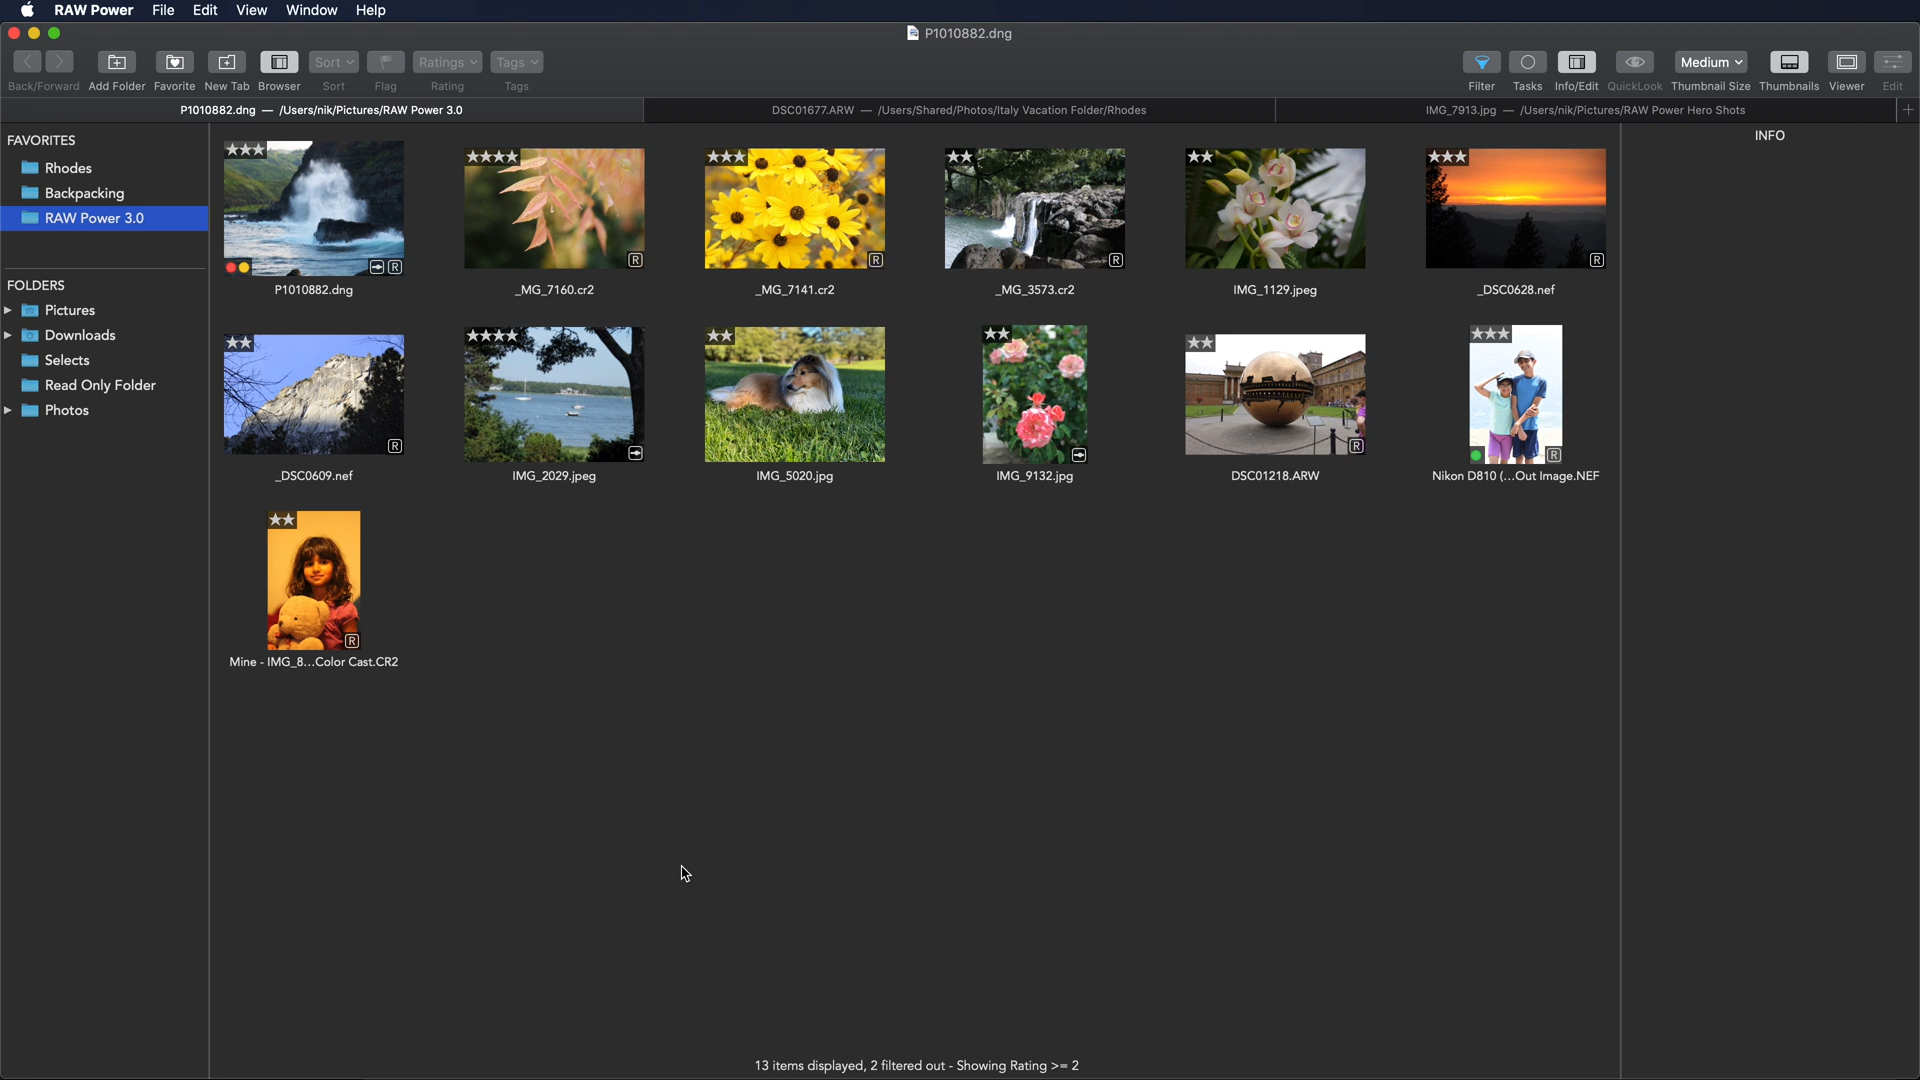 RAW Power File Edit View Window Help
P1010882.dng
Sort Ratings Tags Medium
Back/Forward Add Folder Favorite New Tab Browser Sort Flag Rating Tags Filter Tasks Info/Edit QuickLook Thumbnail Size Thumbnails Viewer Edit
P1010882.dng — /Users/nik/Pictures/RAW Power 3.0
DSC01677.ARW — /Users/Shared/Photos/Italy Vacation Folder/Rhodes
IMG_7913.jpg — /Users/nik/Pictures/RAW Power Hero Shots
FAVORITES
Rhodes
Backpacking
RAW Power 3.0
FOLDERS
Pictures
Downloads
Selects
Read Only Folder
Photos
INFO
R R R R R
P1010882.dng _MG_7160.cr2 _MG_7141.cr2 _MG_3573.cr2 IMG_1129.jpeg _DSC0628.nef
R R R
_DSC0609.nef IMG_2029.jpeg IMG_5020.jpg IMG_9132.jpg DSC01218.ARW Nikon D810 (...Out Image.NEF
R
Mine - IMG_8...Color Cast.CR2
13 items displayed, 2 filtered out - Showing Rating >= 2